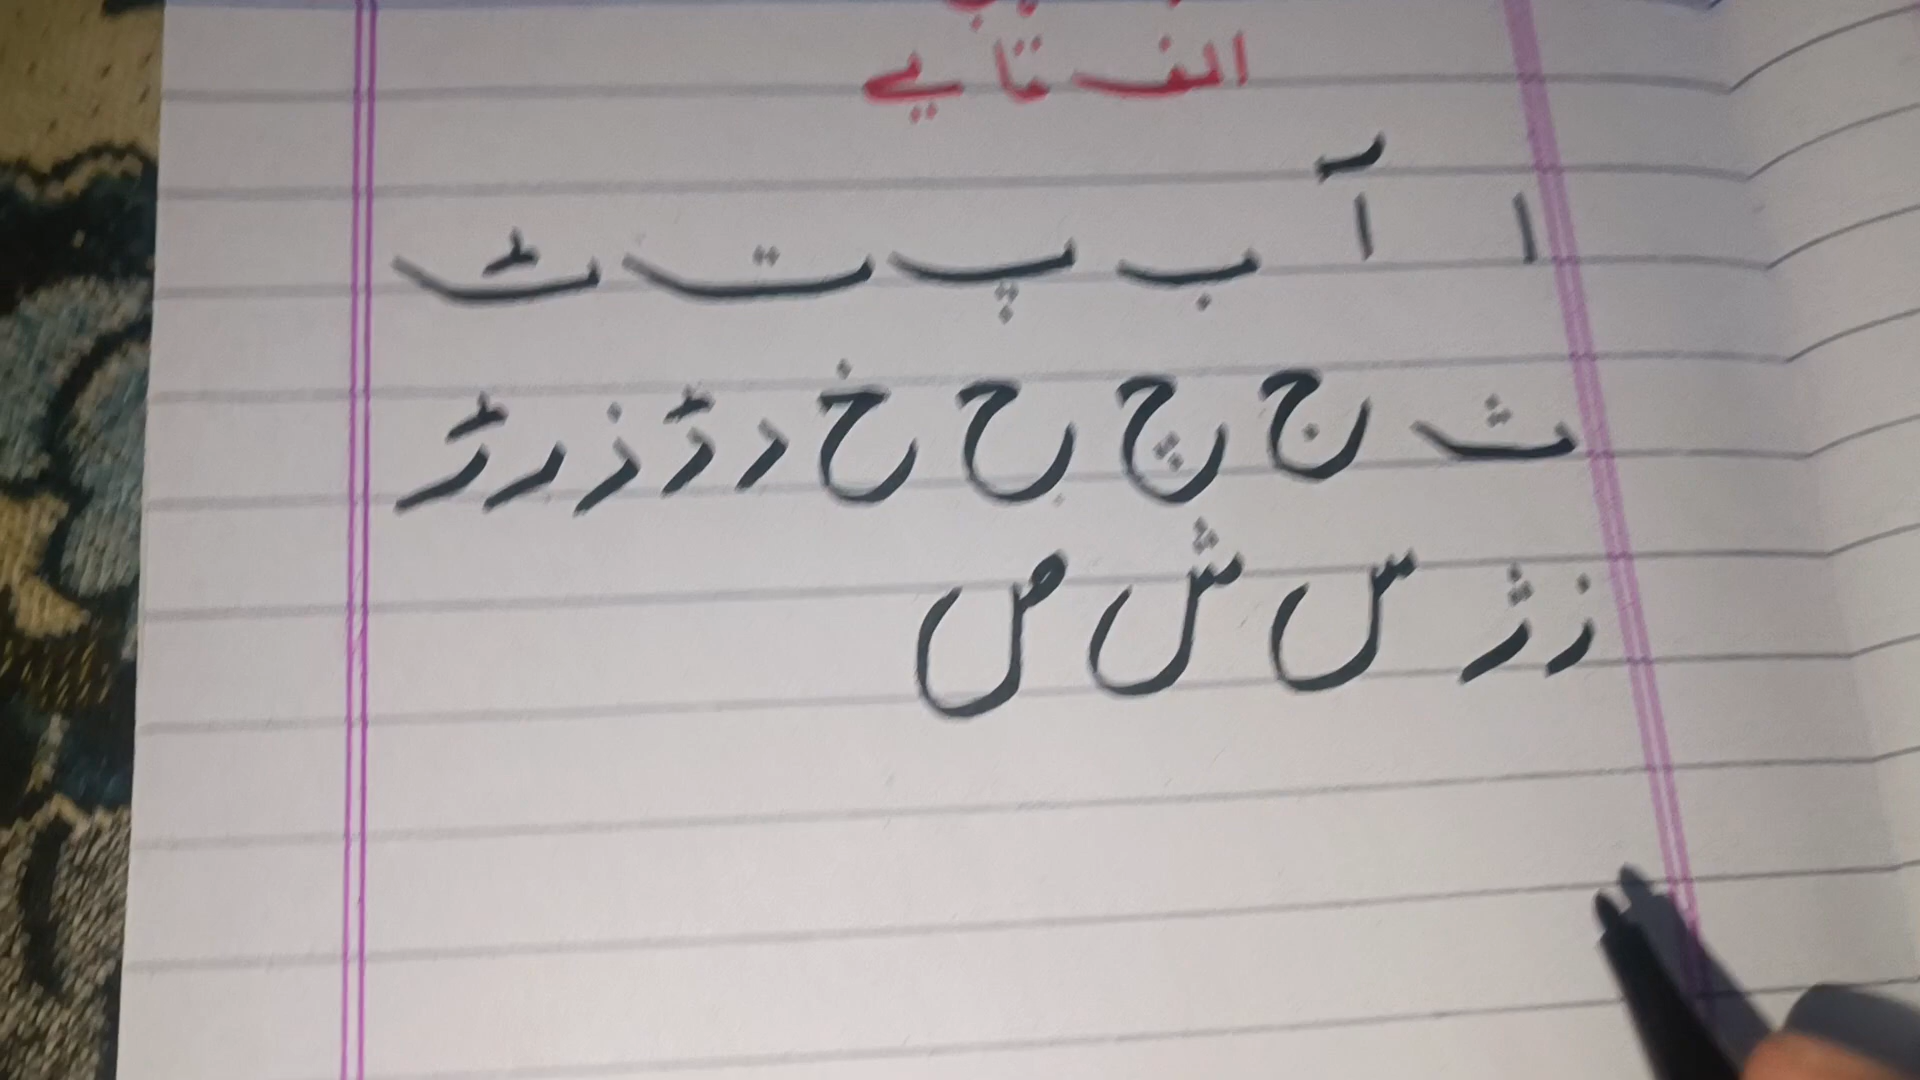 الف تا یے
ا آ ب پ ت ٹ
ث ج چ ح خ د ڈ ذ ر ڑ
ز ژ س ش ص